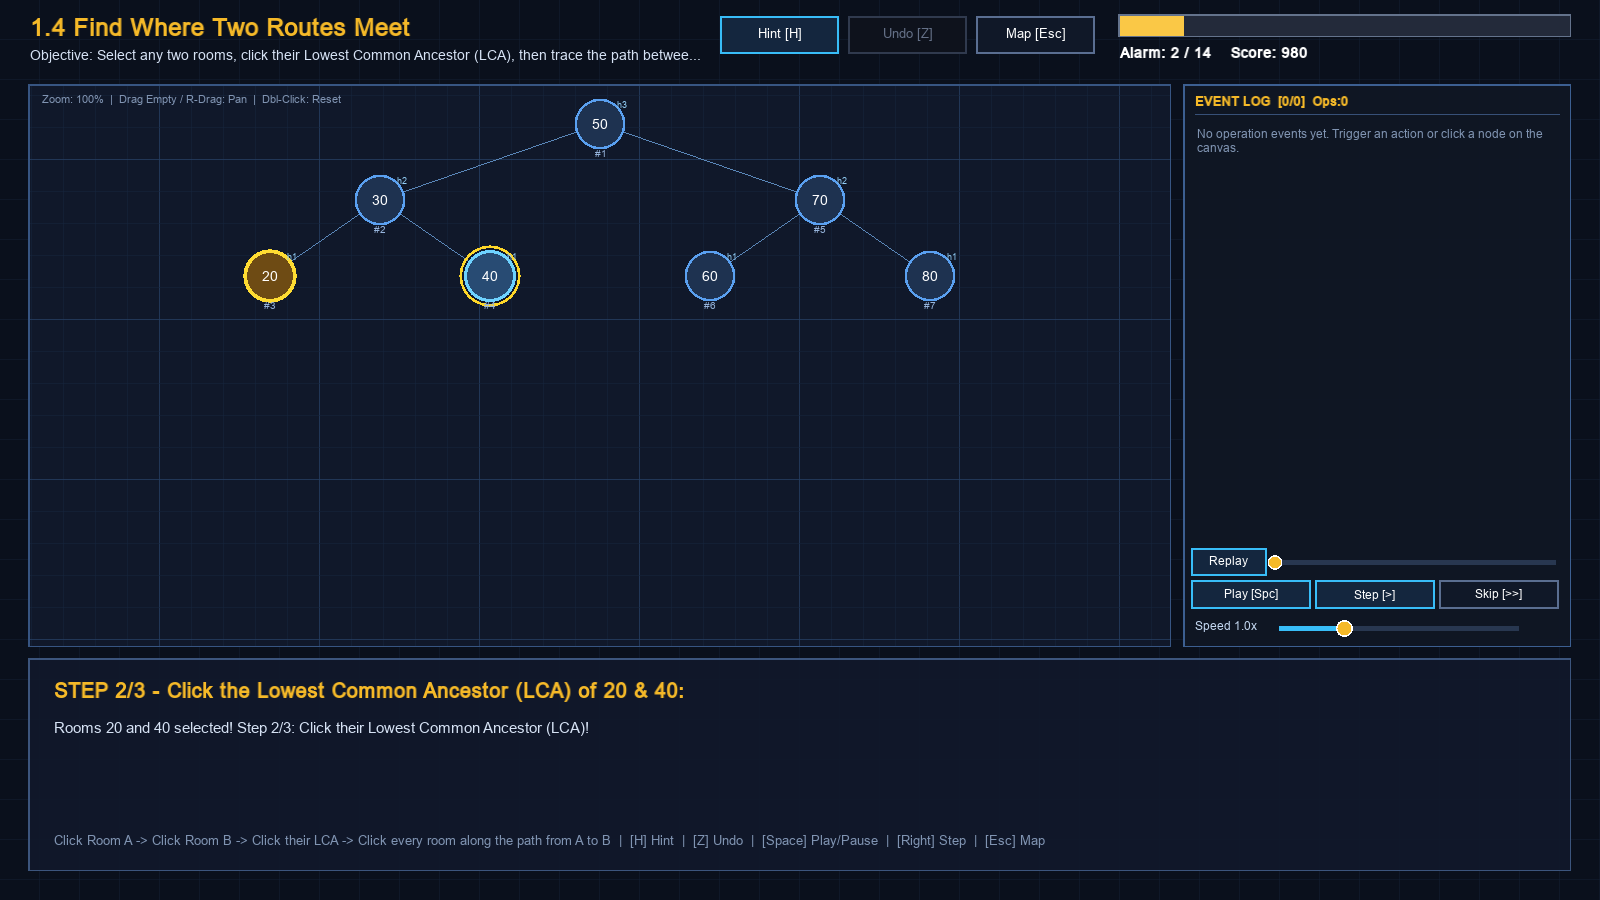 1.4 Find Where Two Routes Meet
Objective: Select any two rooms, click their Lowest Common Ancestor (LCA), then trace the path betwee...
Hint [H]
Undo [Z]
Map [Esc]
Alarm: 2 / 14 Score: 980
Zoom: 100% | Drag Empty / R-Drag: Pan | Dbl-Click: Reset
50
h3
#1
30
h2
#2
70
h2
#5
20
h1
#3
40
60
h1
#6
80
h1
#7
EVENT LOG [0/0] Ops:0
No operation events yet. Trigger an action or click a node on the
canvas.
Replay
Play [Spc]
Step [>]
Skip [>>]
Speed 1.0x
STEP 2/3 - Click the Lowest Common Ancestor (LCA) of 20 & 40:
Rooms 20 and 40 selected! Step 2/3: Click their Lowest Common Ancestor (LCA)!
Click Room A -> Click Room B -> Click their LCA -> Click every room along the path from A to B | [H] Hint | [Z] Undo | [Space] Play/Pause | [Right] Step | [Esc] Map